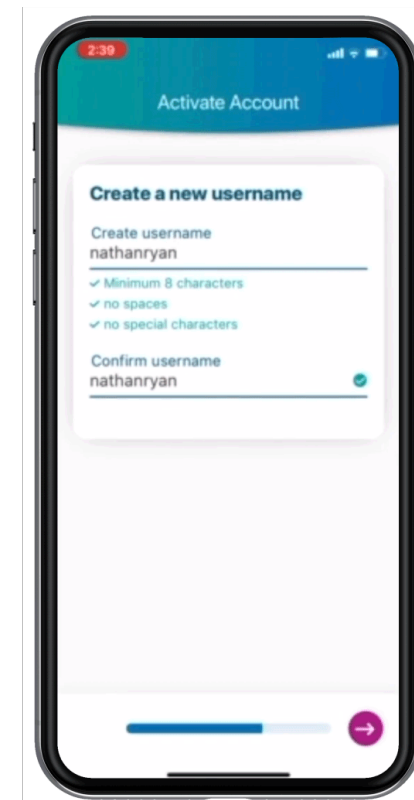 2:39
Activate Account
Create a new username
Create username
nathanryan
Minimum 8 characters
no spaces
no special characters
Confirm username
nathanryan